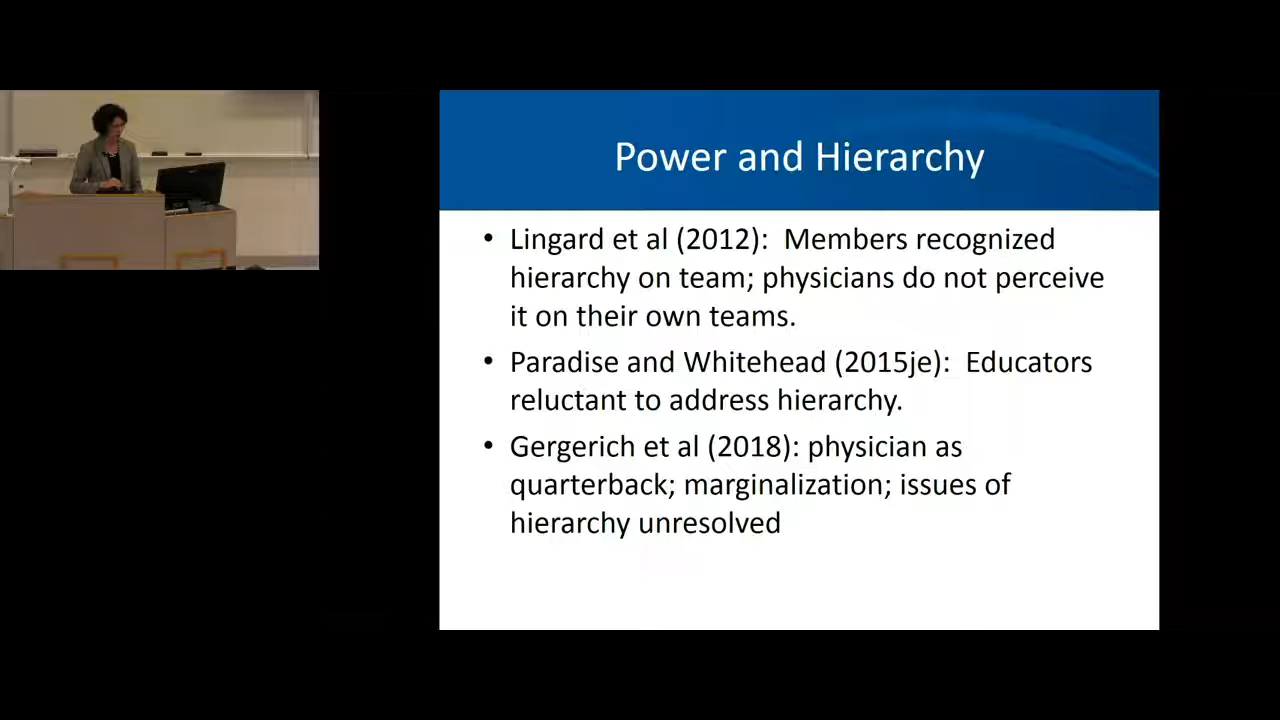 Power and Hierarchy
• Lingard et al (2012):  Members recognized
hierarchy on team; physicians do not perceive
it on their own teams.
• Paradise and Whitehead (2015je):  Educators
reluctant to address hierarchy.
• Gergerich et al (2018): physician as
quarterback; marginalization; issues of
hierarchy unresolved